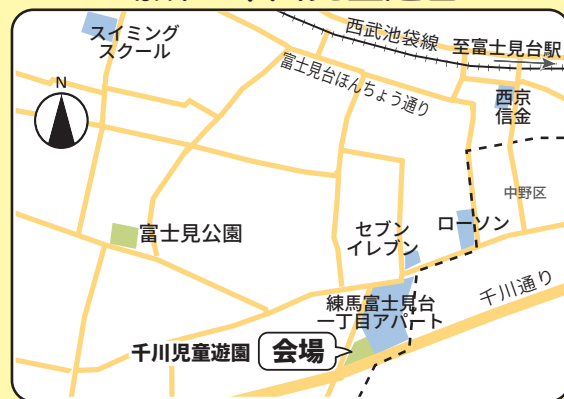 スイミング
スクール
西武池袋線
至富士見台駅
富士見台ほんちょう通り
西京
信金
N
中野区
富士見公園
セブン
イレブン
ローソン
千川通り
練馬富士見台
一丁目アパート
千川児童遊園
会場